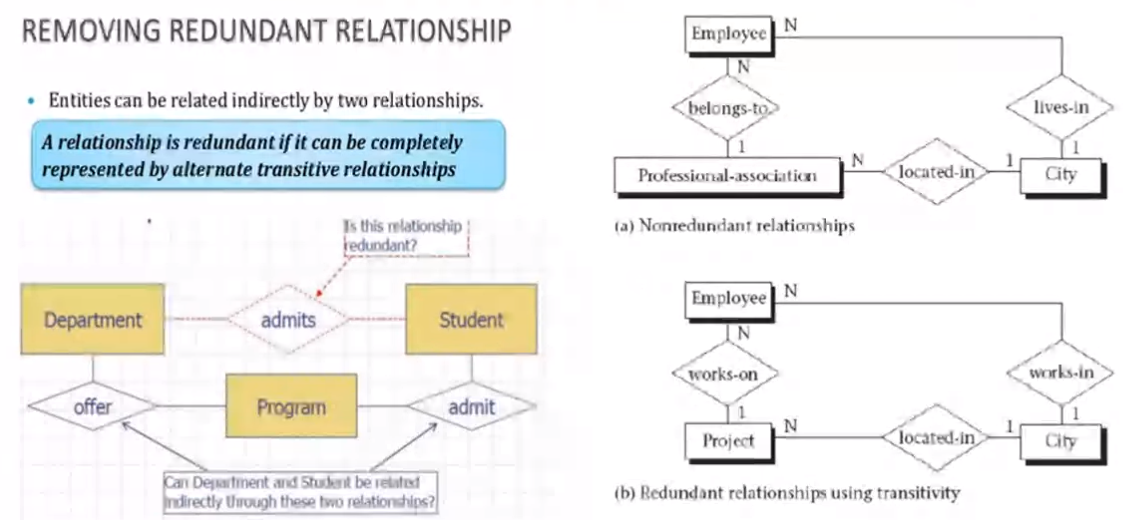 REMOVING REDUNDANT RELATIONSHIP
• Entities can be related indirectly by two relationships.
A relationship is redundant if it can be completely
represented by alternate transitive relationships
Is this relationship
redundant?
Department
admits
Student
offer
Program
admit
Can Department and Student be related
indirectly through these two relationships?
Employee
N
N
belongs-to
lives-in
1
1
Professional-association
N
located-in
1
City
(a) Nonredundant relationships
Employee
N
N
works-on
works-in
1
1
Project
N
located-in
1
City
(b) Redundant relationships using transitivity